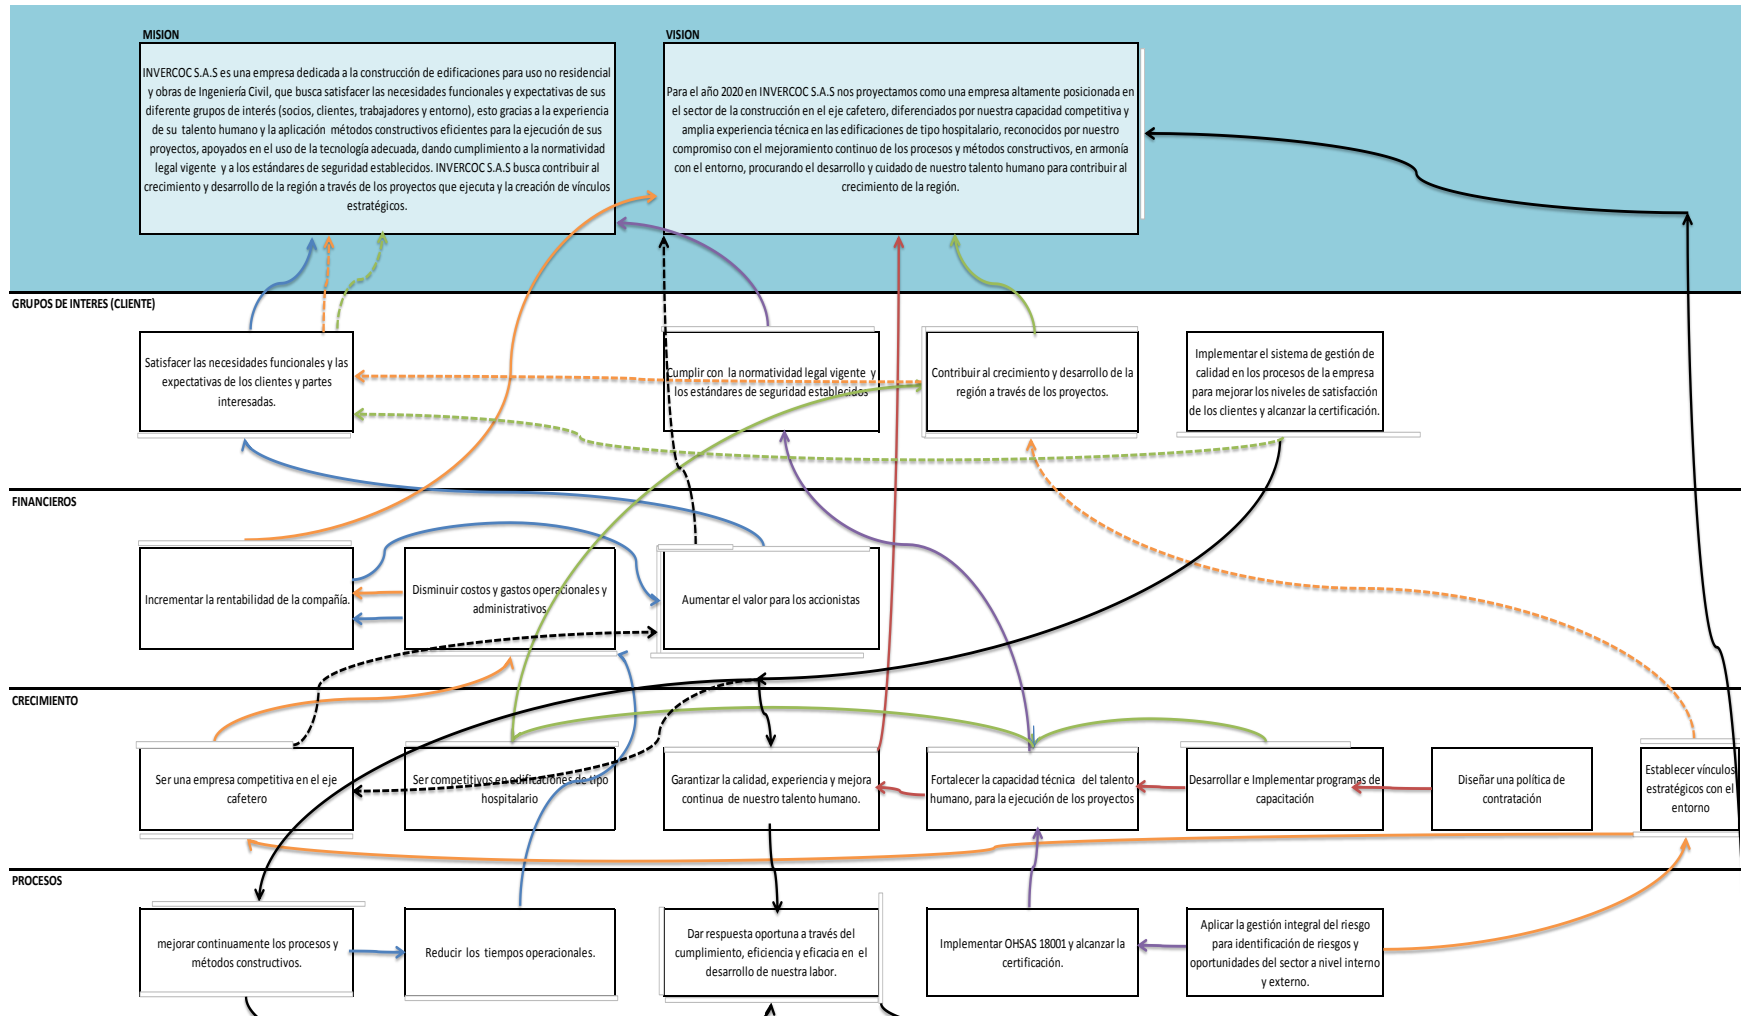 MISION
INVERCOC S.A.S es una empresa dedicada a la construcción de edificaciones para uso no residencial
y obras de Ingeniería Civil, que busca satisfacer las necesidades funcionales y expectativas de sus
diferente grupos de interés (socios, clientes, trabajadores y entorno), esto gracias a la experiencia
de su talento humano y la aplicación métodos constructivos eficientes para la ejecución de sus
proyectos, apoyados en el uso de la tecnología adecuada, dando cumplimiento a la normatividad
legal vigente y a los estándares de seguridad establecidos. INVERCOC S.A.S busca contribuir al
crecimiento y desarrollo de la región a través de los proyectos que ejecuta y la creación de vínculos
estratégicos.
VISION
Para el año 2020 en INVERCOC S.A.S nos proyectamos como una empresa altamente posicionada en
el sector de la construcción en el eje cafetero, diferenciados por nuestra capacidad competitiva y
amplia experiencia técnica en las edificaciones de tipo hospitalario, reconocidos por nuestro
compromiso con el mejoramiento continuo de los procesos y métodos constructivos, en armonía
con el entorno, procurando el desarrollo y cuidado de nuestro talento humano para contribuir al
crecimiento de la región.
GRUPOS DE INTERES (CLIENTE)
Satisfacer las necesidades funcionales y las
expectativas de los clientes y partes
interesadas.
Cumplir con la normatividad legal vigente y
los estándares de seguridad establecidos
Contribuir al crecimiento y desarrollo de la
región a través de los proyectos.
Implementar el sistema de gestión de
calidad en los procesos de la empresa
para mejorar los niveles de satisfacción
de los clientes y alcanzar la certificación.
FINANCIEROS
Incrementar la rentabilidad de la compañía.
Disminuir costos y gastos operacionales y
administrativos
Aumentar el valor para los accionistas
CRECIMIENTO
Ser una empresa competitiva en el eje
cafetero
Ser competitivos en edificaciones de tipo
hospitalario
Garantizar la calidad, experiencia y mejora
continua de nuestro talento humano.
Fortalecer la capacidad técnica del talento
humano, para la ejecución de los proyectos
Desarrollar e Implementar programas de
capacitación
Diseñar una política de
contratación
Establecer vínculos
estratégicos con el
entorno
PROCESOS
mejorar continuamente los procesos y
métodos constructivos.
Reducir los tiempos operacionales.
Dar respuesta oportuna a través del
cumplimiento, eficiencia y eficacia en el
desarrollo de nuestra labor.
Implementar OHSAS 18001 y alcanzar la
certificación.
Aplicar la gestión integral del riesgo
para identificación de riesgos y
oportunidades del sector a nivel interno
y externo.